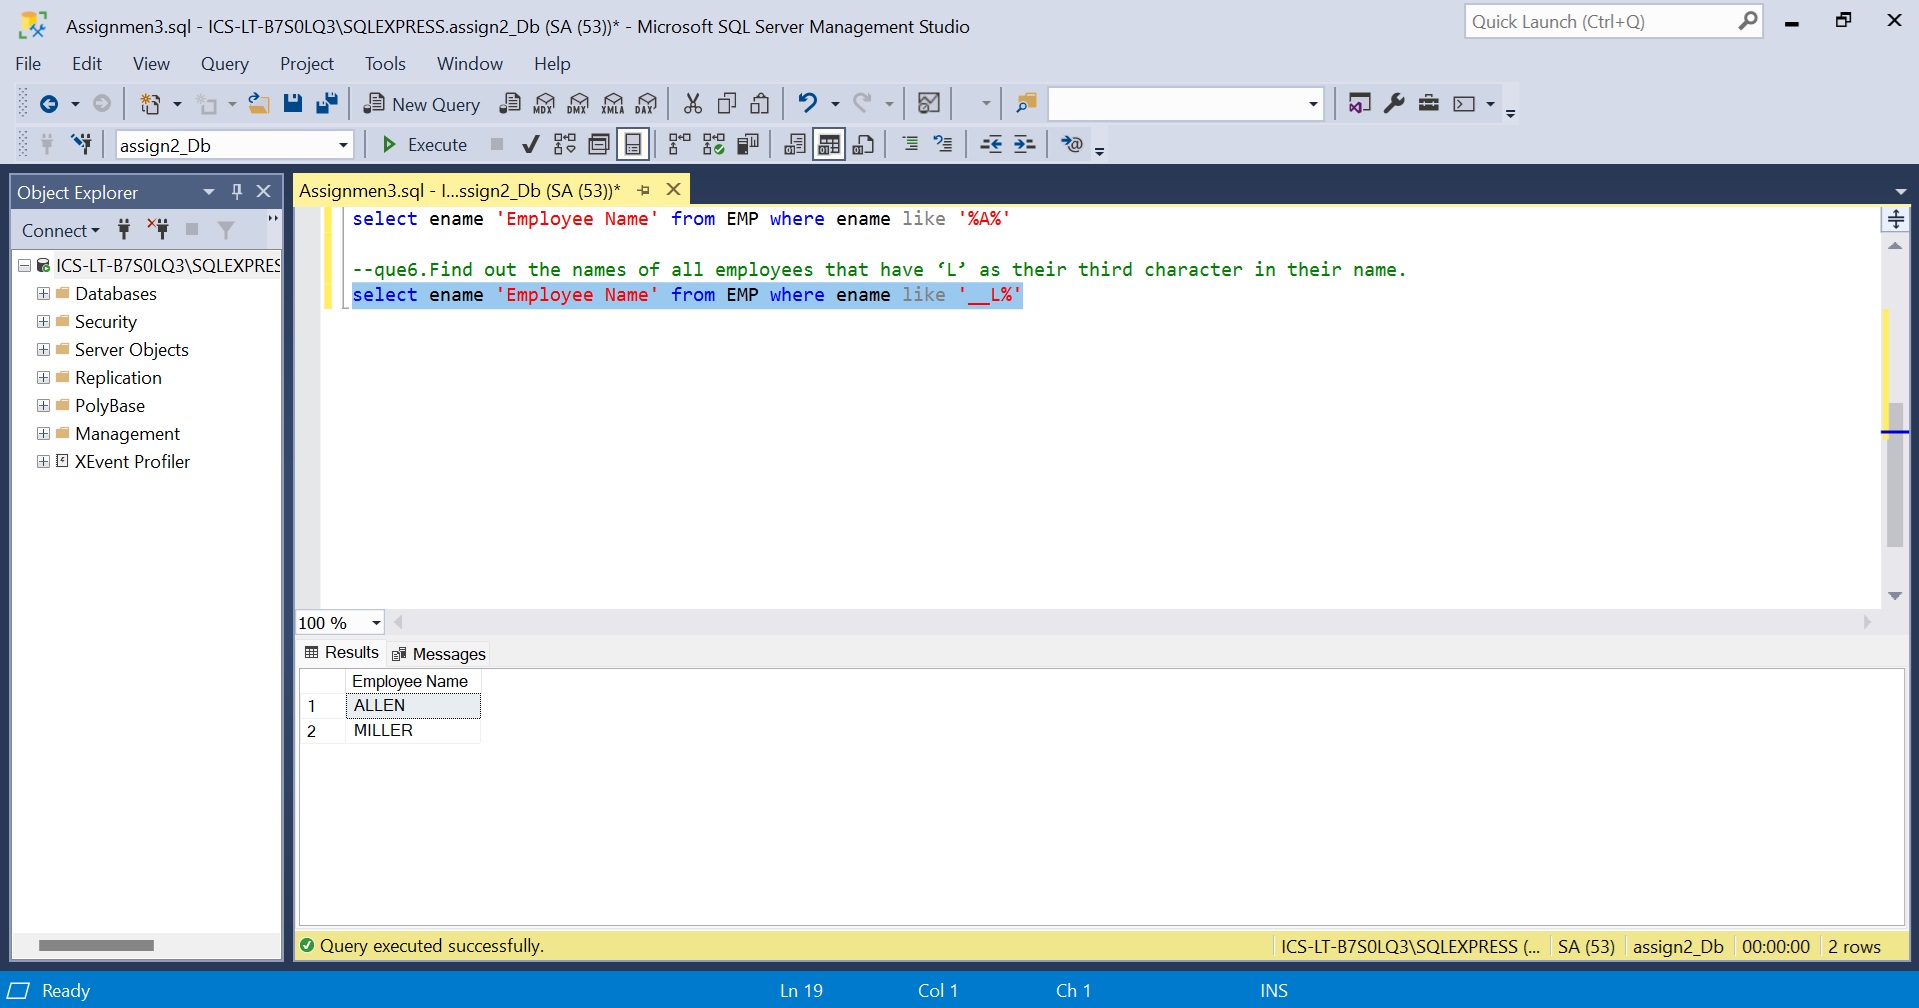 Assignmen3.sql - ICS-LT-B7S0LQ3\SQLEXPRESS.assign2_Db (SA (53))* - Microsoft SQL Server Management Studio
Quick Launch (Ctrl+Q)
File Edit View Query Project Tools Window Help
New Query MDX DMX XMLA DAX
assign2_Db
Execute
Object Explorer
Connect
ICS-LT-B7S0LQ3\SQLEXPRES
Databases
Security
Server Objects
Replication
PolyBase
Management
XEvent Profiler
Assignmen3.sql - I...ssign2_Db (SA (53))*
select ename 'Employee Name' from EMP where ename like '%A%'
--que6.Find out the names of all employees that have ‘L’ as their third character in their name.
select ename 'Employee Name' from EMP where ename like '__L%'
100 %
Results Messages
Employee Name
1 ALLEN
2 MILLER
Query executed successfully.
ICS-LT-B7S0LQ3\SQLEXPRESS (... SA (53) assign2_Db 00:00:00 2 rows
Ready Ln 19 Col 1 Ch 1 INS